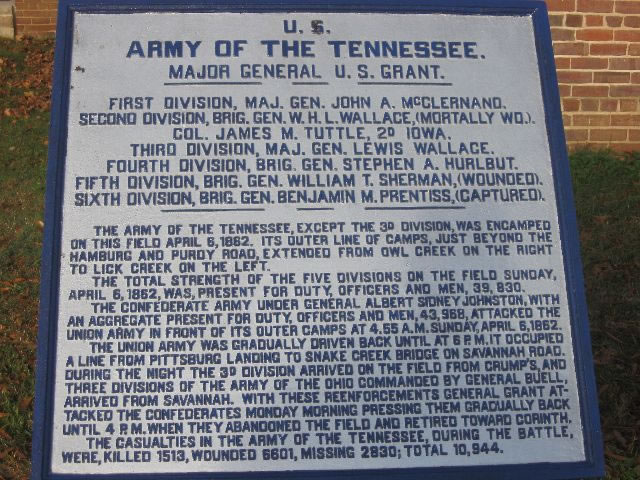 U. S.
ARMY OF THE TENNESSEE.
MAJOR GENERAL U. S. GRANT.
FIRST DIVISION, MAJ. GEN. JOHN A. McCLERNAND.
SECOND DIVISION, BRIG. GEN. W. H. L. WALLACE, (MORTALLY WD.).
COL. JAMES M. TUTTLE, 2D IOWA.
THIRD DIVISION, MAJ. GEN. LEWIS WALLACE.
FOURTH DIVISION, BRIG. GEN. STEPHEN A. HURLBUT.
FIFTH DIVISION, BRIG. GEN. WILLIAM T. SHERMAN, (WOUNDED).
SIXTH DIVISION, BRIG. GEN. BENJAMIN M. PRENTISS, (CAPTURED).
THE ARMY OF THE TENNESSEE, EXCEPT THE 3D DIVISION, WAS ENCAMPED
ON THIS FIELD APRIL 6, 1862. ITS OUTER LINE OF CAMPS, JUST BEYOND THE
HAMBURG AND PURDY ROAD, EXTENDED FROM OWL CREEK ON THE RIGHT
TO LICK CREEK ON THE LEFT.
THE TOTAL STRENGTH OF THE FIVE DIVISIONS ON THE FIELD SUNDAY,
APRIL 6, 1862, WAS, PRESENT FOR DUTY, OFFICERS AND MEN, 39,830.
THE CONFEDERATE ARMY UNDER GENERAL ALBERT SIDNEY JOHNSTON, WITH
AN AGGREGATE PRESENT FOR DUTY, OFFICERS AND MEN, 43,968, ATTACKED THE
UNION ARMY IN FRONT OF ITS OUTER CAMPS AT 4.55 A.M. SUNDAY, APRIL 6, 1862.
THE UNION ARMY WAS GRADUALLY DRIVEN BACK UNTIL AT 6 P.M. IT OCCUPIED
A LINE FROM PITTSBURG LANDING TO SNAKE CREEK BRIDGE ON SAVANNAH ROAD.
DURING THE NIGHT THE 3D DIVISION ARRIVED ON THE FIELD FROM CRUMP'S, AND
THREE DIVISIONS OF THE ARMY OF THE OHIO COMMANDED BY GENERAL BUELL,
ARRIVED FROM SAVANNAH. WITH THESE REENFORCEMENTS GENERAL GRANT AT-
TACKED THE CONFEDERATES MONDAY MORNING PRESSING THEM GRADUALLY BACK
UNTIL 4 P.M. WHEN THEY ABANDONED THE FIELD AND RETIRED TOWARD CORINTH.
THE CASUALTIES IN THE ARMY OF THE TENNESSEE, DURING THE BATTLE,
WERE, KILLED 1513, WOUNDED 6601, MISSING 2830; TOTAL 10,944.